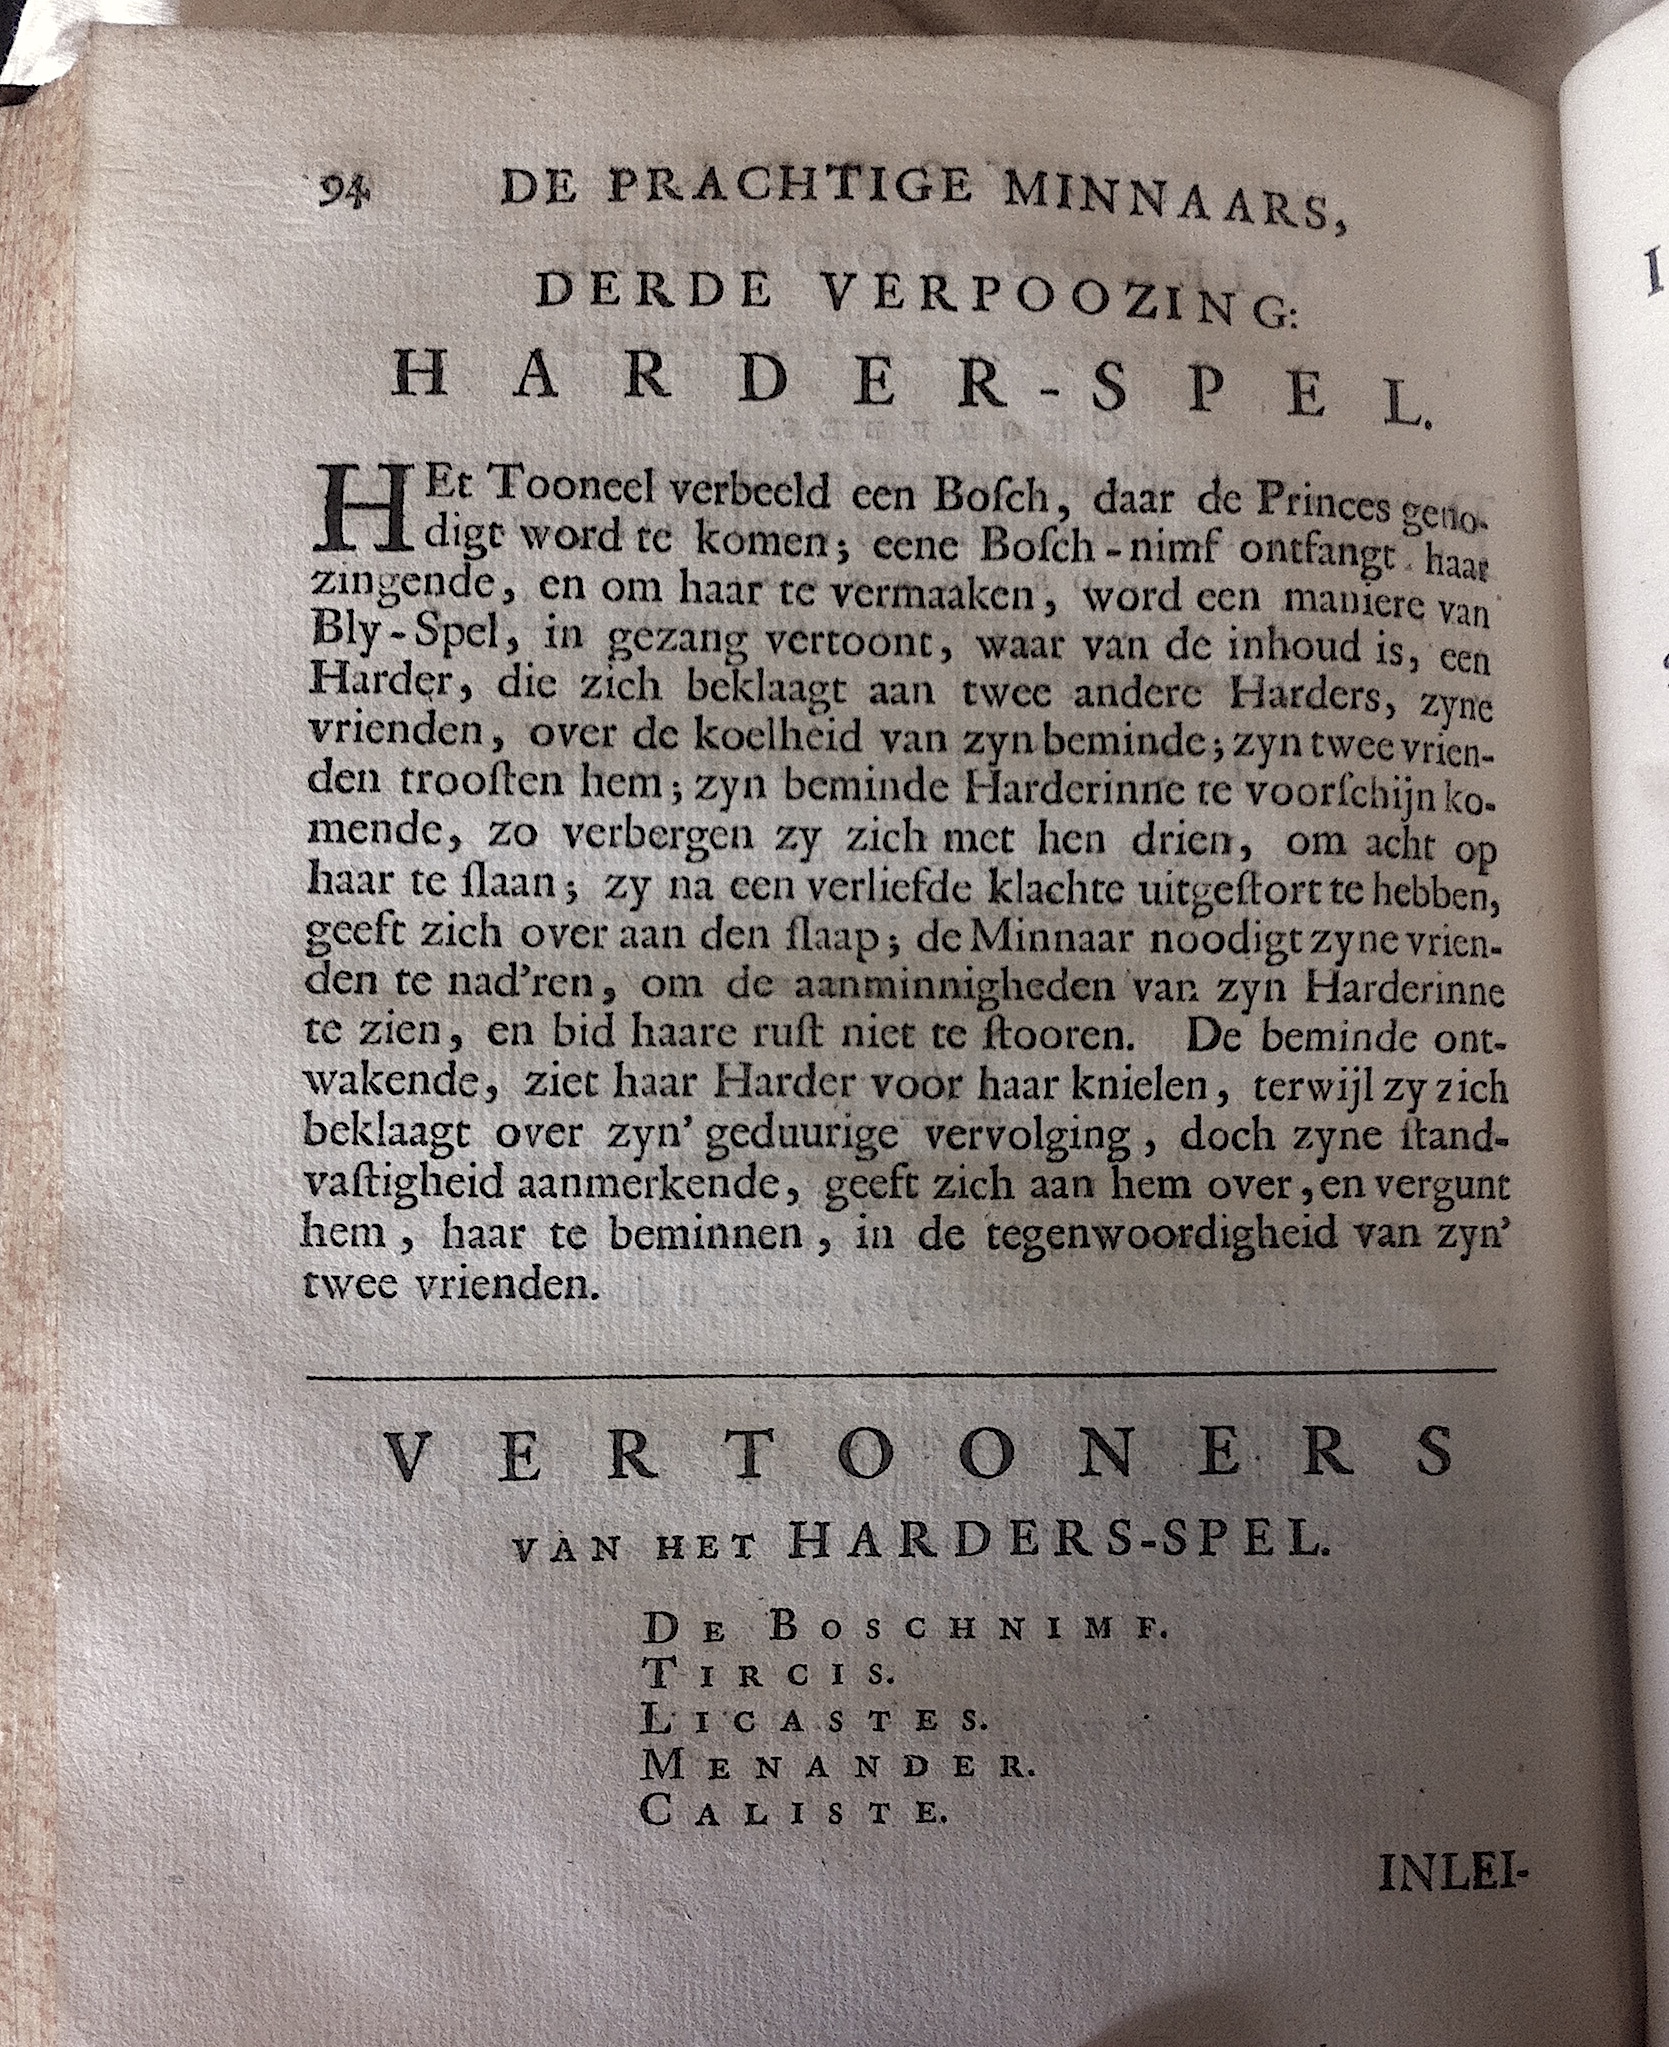 94 DE PRACHTIGE MINNAARS,
DERDE VERPOOZING:
HARDER-SPEL.
HEt Tooneel verbeeld een Boſch, daar de Princes geno-
digt word te komen; eene Boſch-nimf ontfangt haar
zingende, en om haar te vermaaken, word een maniere van
Bly-Spel, in gezang vertoont, waar van de inhoud is, een
Harder, die zich beklaagt aan twee andere Harders, zyne
vrienden, over de koelheid van zyn beminde; zyn twee vrien-
den trooſten hem; zyn beminde Harderinne te voorſchijn ko-
mende, zo verbergen zy zich met hen drien, om acht op
haar te ſlaan; zy na een verliefde klachte uitgeſtort te hebben,
geeft zich over aan den ſlaap; de Minnaar noodigt zyne vrien-
den te nad'ren, om de aanminnigheden van zyn Harderinne
te zien, en bid haare ruſt niet te ſtooren. De beminde ont-
wakende, ziet haar Harder voor haar knielen, terwijl zy zich
beklaagt over zyn' geduurige vervolging, doch zyne ſtand-
vaſtigheid aanmerkende, geeft zich aan hem over, en vergunt
hem, haar te beminnen, in de tegenwoordigheid van zyn'
twee vrienden.
VERTOONERS
VAN HET HARDERS-SPEL.
DE BOSCHNIMF.
TIRCIS.
LICASTES.
MENANDER.
CALISTE.
INLEI-